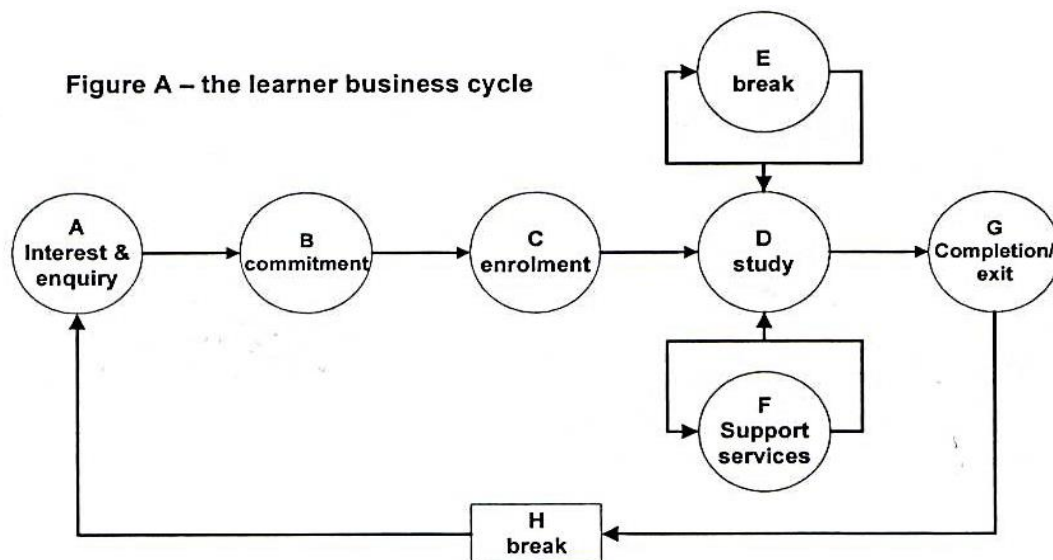 Figure A – the learner business cycle
E
break
A
Interest &
enquiry
B
commitment
C
enrolment
D
study
G
Completion/
exit
F
Support
services
H
break